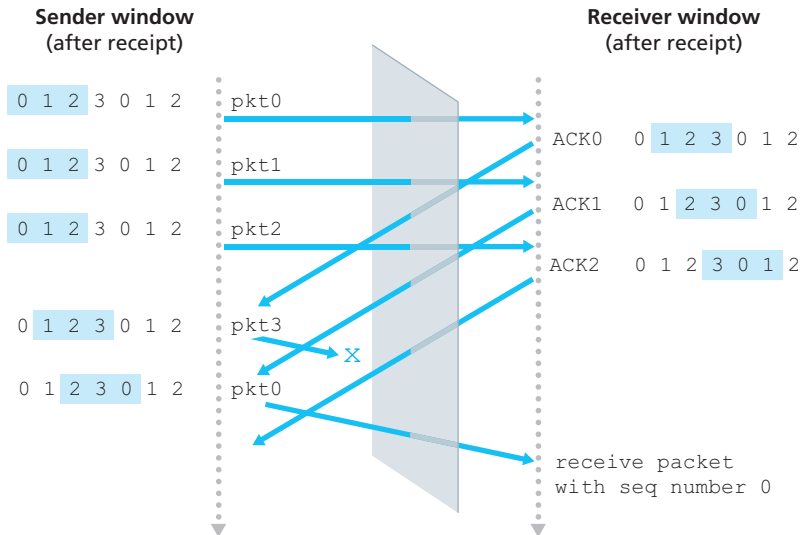 Sender window
(after receipt)
Receiver window
(after receipt)
0 1 2 3 0 1 2
pkt0
ACK0 0 1 2 3 0 1 2
0 1 2 3 0 1 2
pkt1
ACK1 0 1 2 3 0 1 2
0 1 2 3 0 1 2
pkt2
ACK2 0 1 2 3 0 1 2
0 1 2 3 0 1 2
pkt3
x
0 1 2 3 0 1 2
pkt0
receive packet
with seq number 0